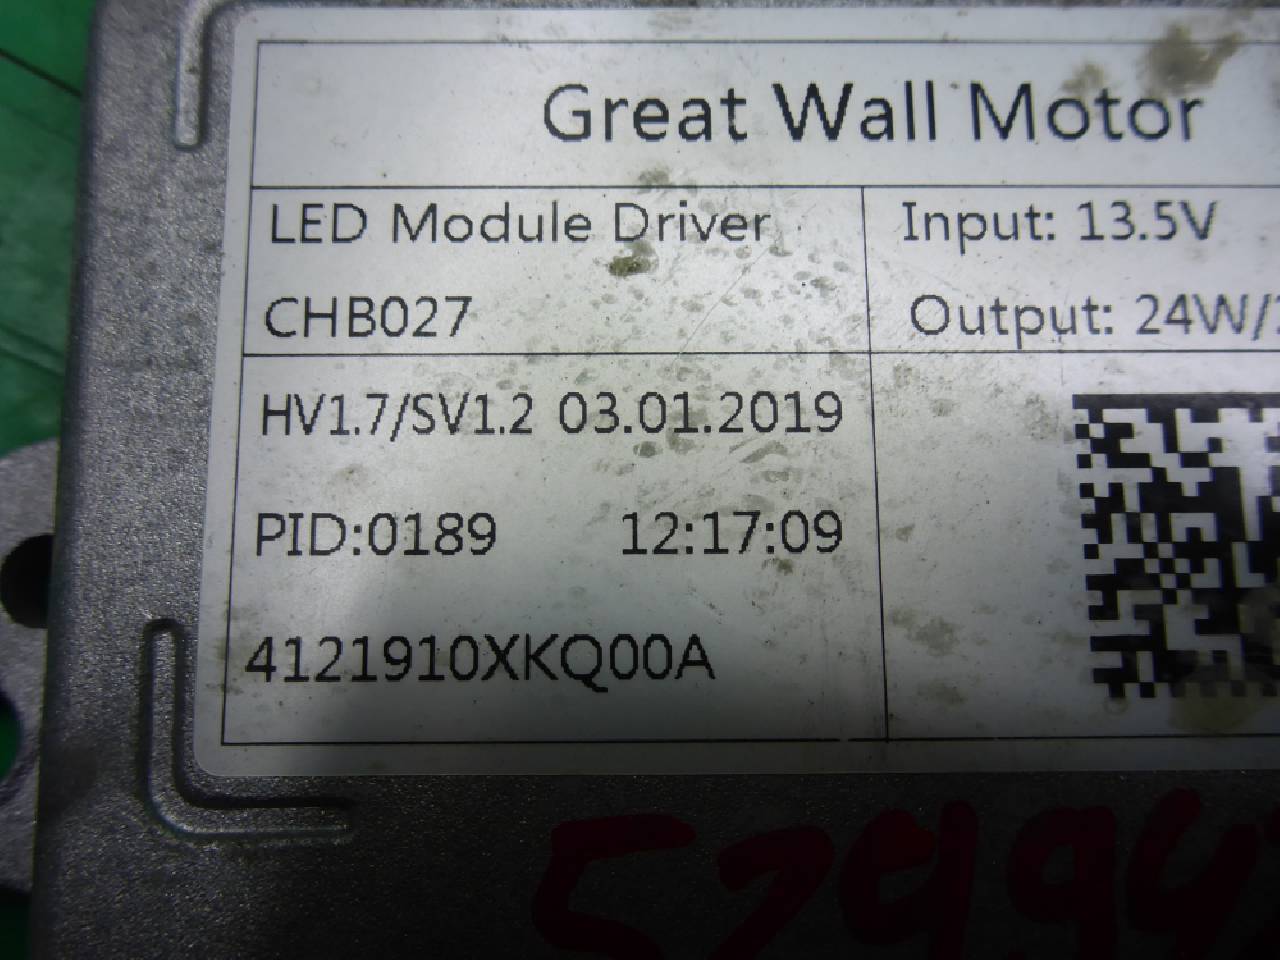 Great Wall Motor
LED Module Driver
Input: 13.5V
CHB027
Output: 24W/
HV1.7/SV1.2 03.01.2019
PID:0189 12:17:09
4121910XKQ00A